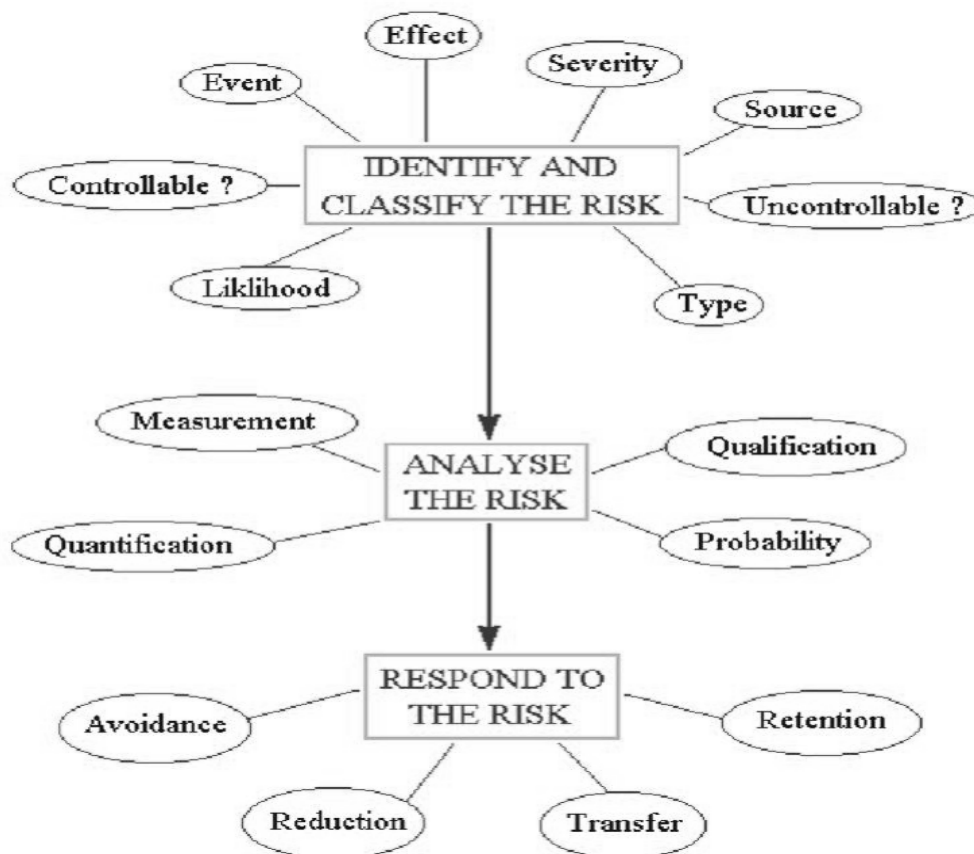 Effect
Severity
Event
Source
IDENTIFY AND
CLASSIFY THE RISK
Controllable ?
Uncontrollable ?
Liklihood
Type
Measurement
Qualification
ANALYSE
THE RISK
Quantification
Probability
RESPOND TO
THE RISK
Avoidance
Retention
Reduction
Transfer